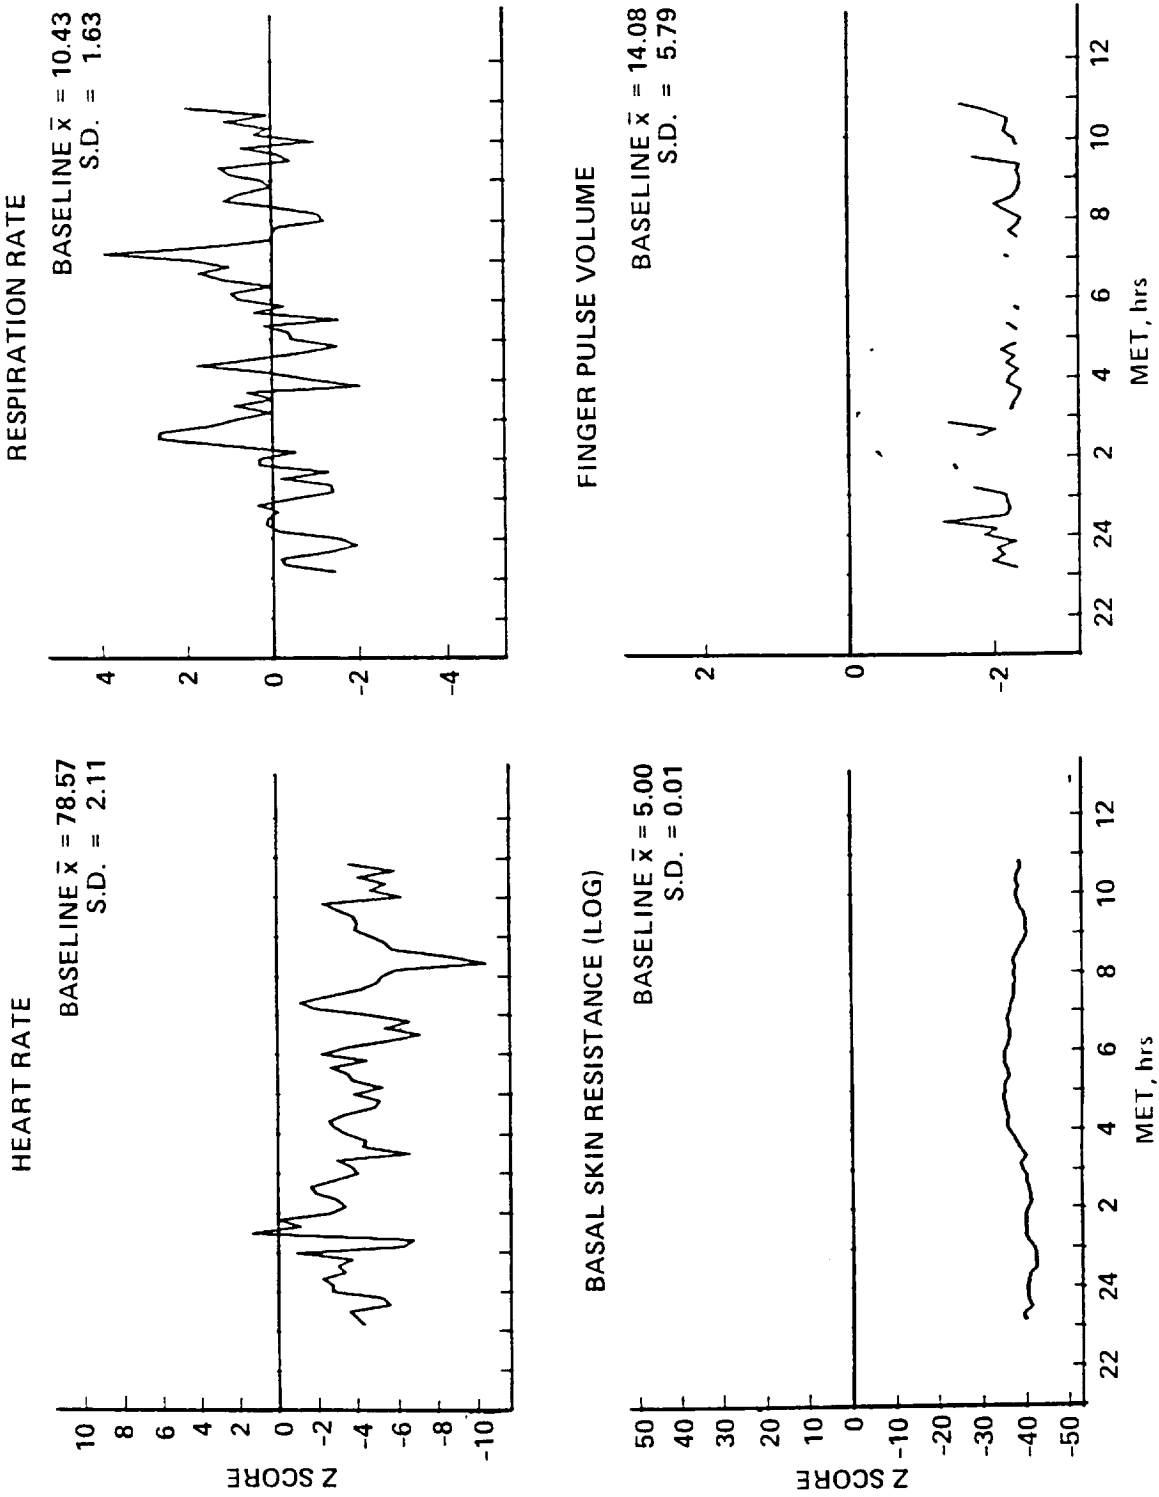 HEART RATE
BASELINE x̄ = 78.57
S.D. = 2.11
Z SCORE
10
8
6
4
2
0
-2
-4
-6
-8
-10
RESPIRATION RATE
BASELINE x̄ = 10.43
S.D. = 1.63
4
2
0
-2
-4
BASAL SKIN RESISTANCE (LOG)
BASELINE x̄ = 5.00
S.D. = 0.01
Z SCORE
50
40
30
20
10
0
-10
-20
-30
-40
-50
22 24 2 4 6 8 10 12
MET, hrs
FINGER PULSE VOLUME
BASELINE x̄ = 14.08
S.D. = 5.79
2
0
-2
22 24 2 4 6 8 10 12
MET, hrs